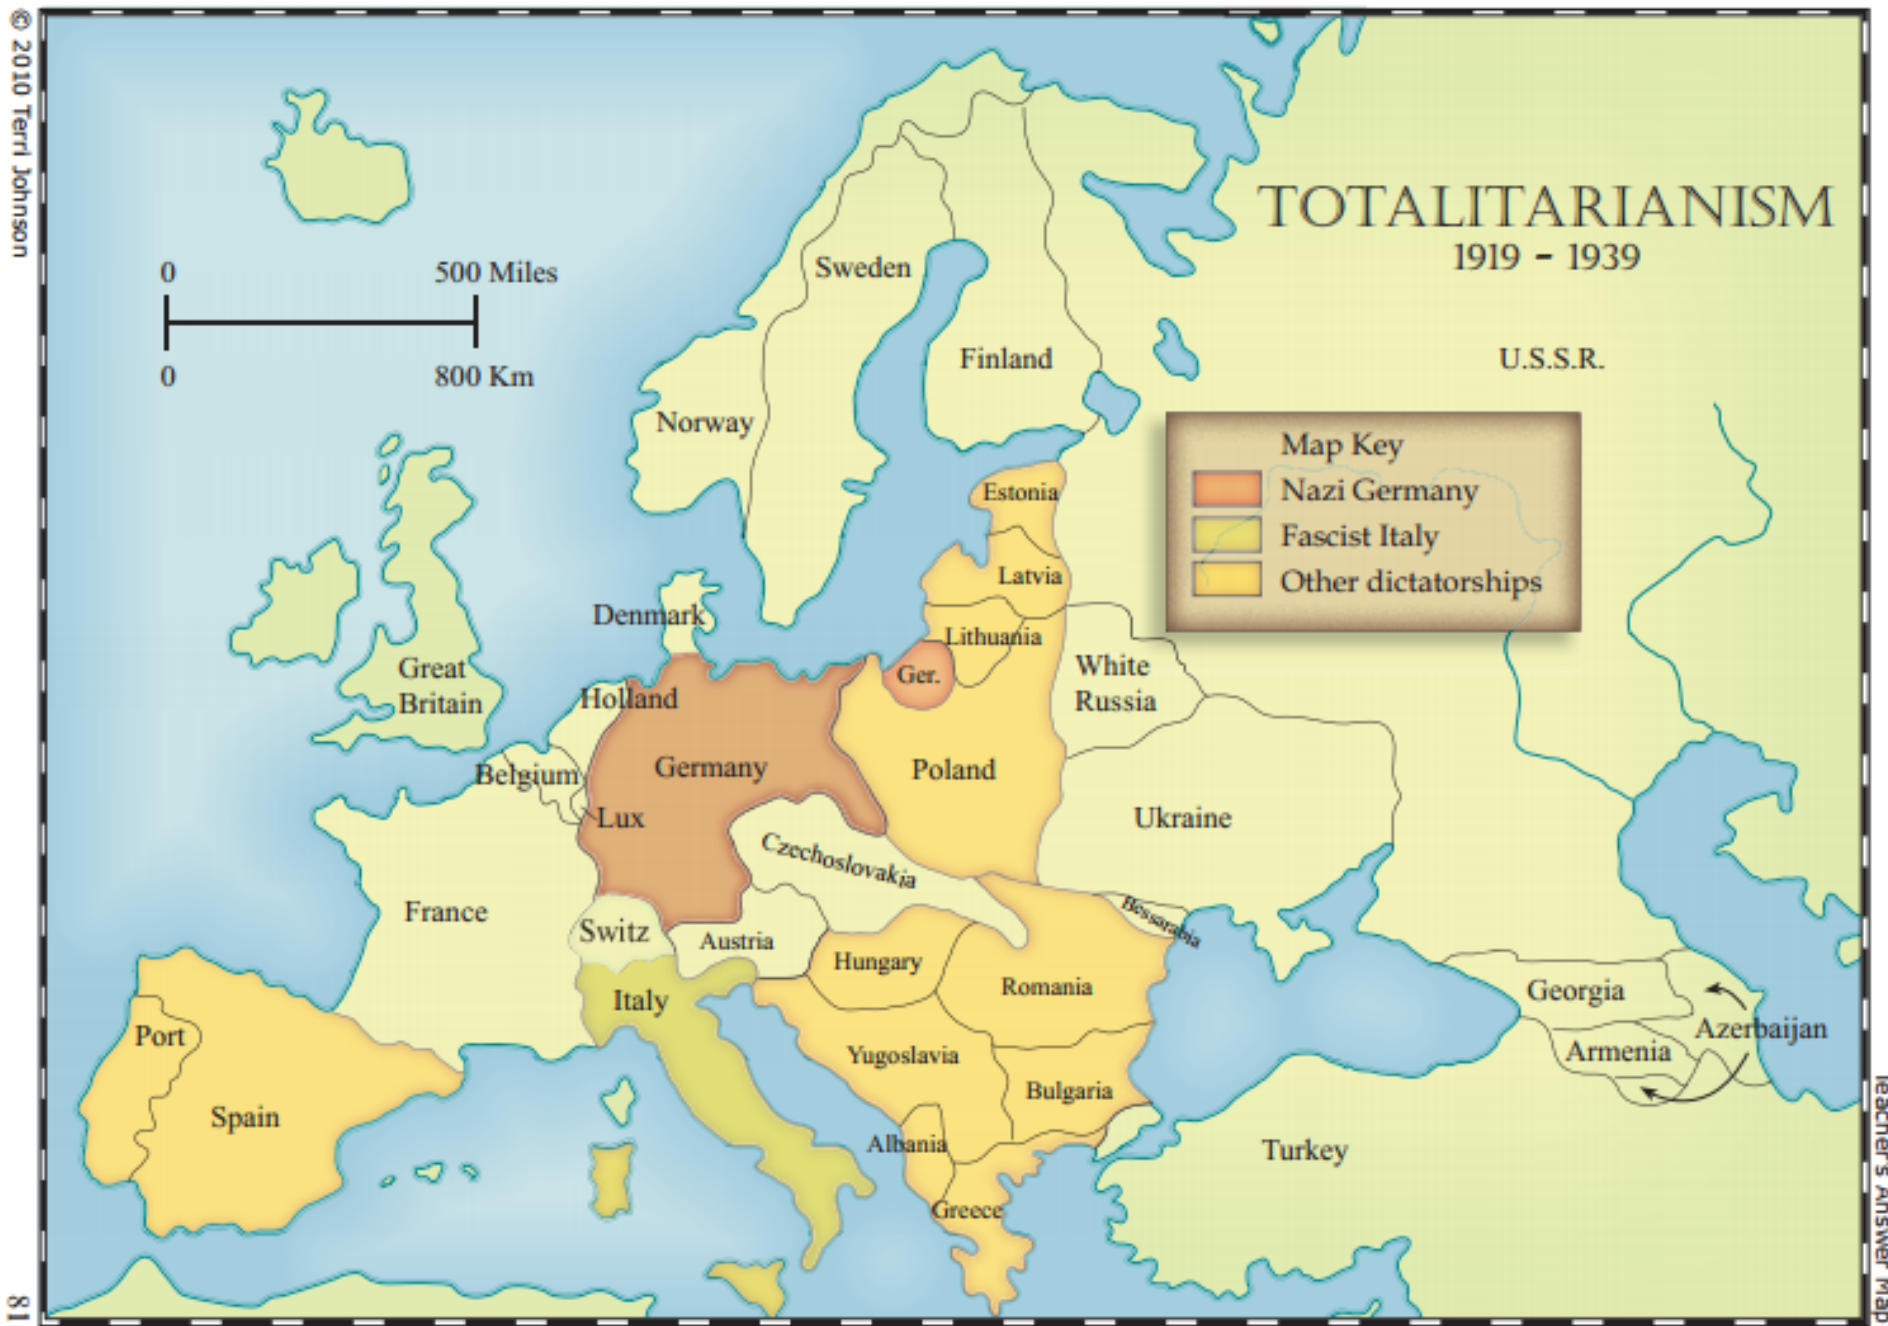 © 2010 Terri Johnson
TOTALITARIANISM
1919 - 1939
0 500 Miles
0 800 Km
U.S.S.R.
Map Key
Nazi Germany
Fascist Italy
Other dictatorships
Sweden
Finland
Norway
Estonia
Latvia
Denmark
Lithuania
Great
Britain
Holland
Ger.
White
Russia
Belgium
Germany
Poland
Lux
Ukraine
Czechoslovakia
France
Switz
Austria
Bessarabia
Hungary
Italy
Romania
Georgia
Port
Yugoslavia
Azerbaijan
Armenia
Spain
Bulgaria
Albania
Turkey
Greece
Teacher's Answer Map
81